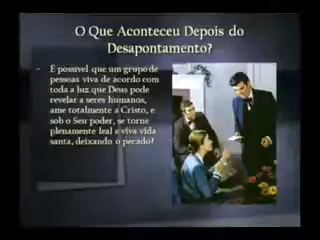 O Que Aconteceu Depois do
Desapontamento?
- É possível que um grupo de
pessoas viva de acordo com
toda a luz que Deus pode
revelar a seres humanos,
ame totalmente a Cristo, e
sob o Seu poder, se torne
plenamente leal e viva vida
santa, deixando o pecado?